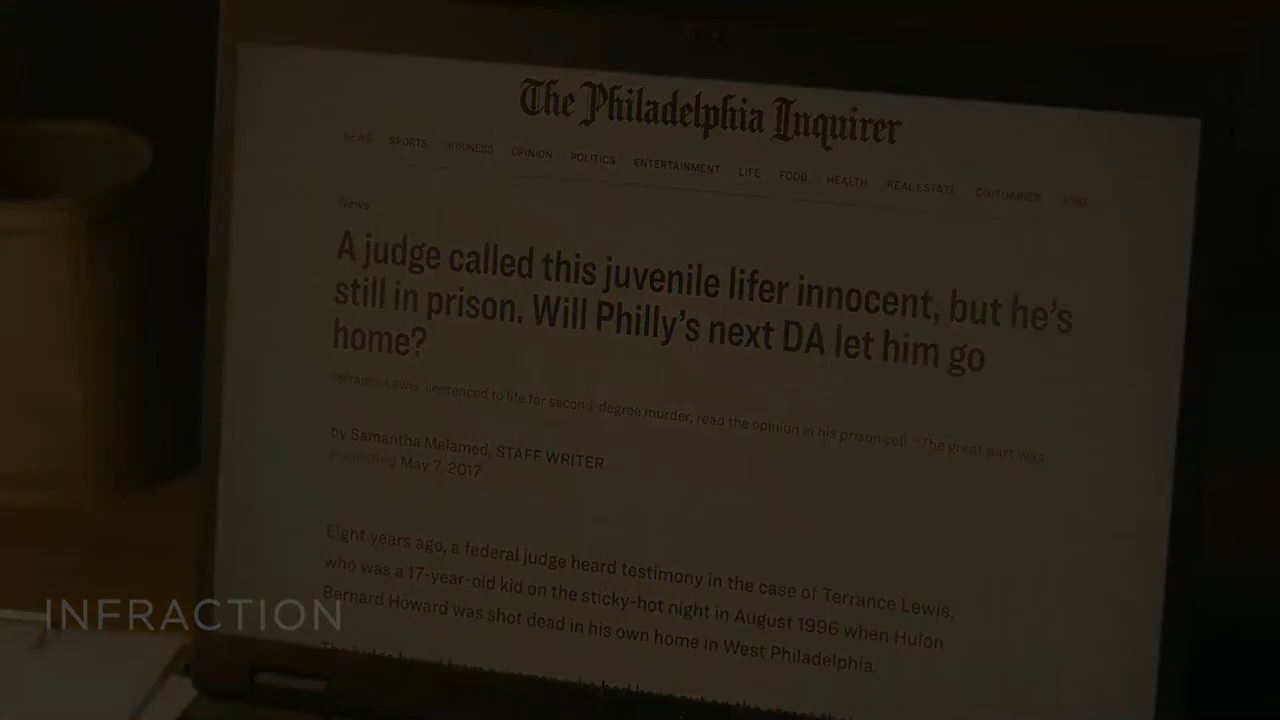 The Philadelphia Inquirer
NEWS SPORTS BUSINESS OPINION POLITICS ENTERTAINMENT LIFE FOOD HEALTH REAL ESTATE OBITUARIES JOBS
News
A judge called this juvenile lifer innocent, but he's
still in prison. Will Philly's next DA let him go
home?
Terrance Lewis, sentenced to life for second-degree murder, read the opinion in his prison cell. "The great part was
by Samantha Melamed, STAFF WRITER
Published May 7, 2017
Eight years ago, a federal judge heard testimony in the case of Terrance Lewis,
who was a 17-year-old kid on the sticky-hot night in August 1996 when Hulon
Bernard Howard was shot dead in his own home in West Philadelphia.
INFRACTION